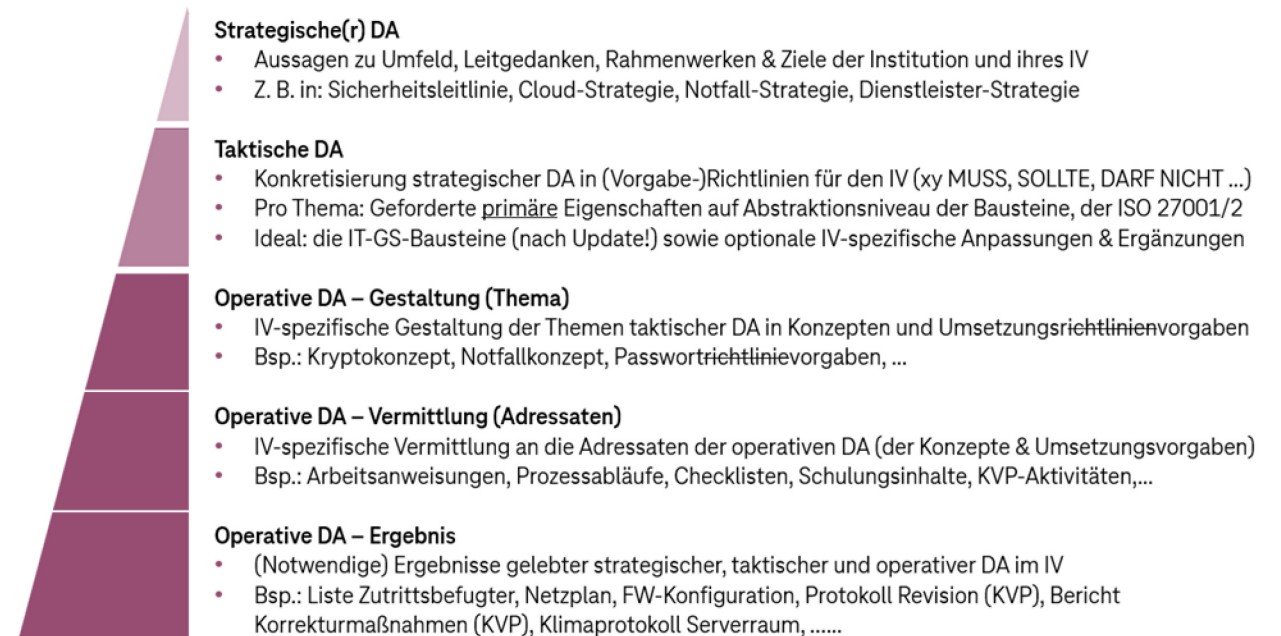 Strategische(r) DA
• Aussagen zu Umfeld, Leitgedanken, Rahmenwerken & Ziele der Institution und ihres IV
• Z. B. in: Sicherheitsleitlinie, Cloud-Strategie, Notfall-Strategie, Dienstleister-Strategie
Taktische DA
• Konkretisierung strategischer DA in (Vorgabe-)Richtlinien für den IV (xy MUSS, SOLLTE, DARF NICHT ...)
• Pro Thema: Geforderte primäre Eigenschaften auf Abstraktionsniveau der Bausteine, der ISO 27001/2
• Ideal: die IT-GS-Bausteine (nach Update!) sowie optionale IV-spezifische Anpassungen & Ergänzungen
Operative DA – Gestaltung (Thema)
• IV-spezifische Gestaltung der Themen taktischer DA in Konzepten und Umsetzungsrichtlinienvorgaben
• Bsp.: Kryptokonzept, Notfallkonzept, Passwortrichtlinievorgaben, ...
Operative DA – Vermittlung (Adressaten)
• IV-spezifische Vermittlung an die Adressaten der operativen DA (der Konzepte & Umsetzungsvorgaben)
• Bsp.: Arbeitsanweisungen, Prozessabläufe, Checklisten, Schulungsinhalte, KVP-Aktivitäten,...
Operative DA – Ergebnis
• (Notwendige) Ergebnisse gelebter strategischer, taktischer und operativer DA im IV
• Bsp.: Liste Zutrittsbefugter, Netzplan, FW-Konfiguration, Protokoll Revision (KVP), Bericht
Korrekturmaßnahmen (KVP), Klimaprotokoll Serverraum, ......